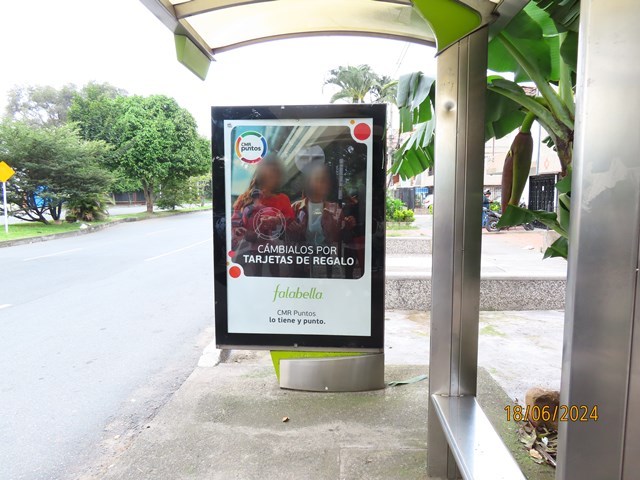 CMR
puntos
CÁMBIALOS POR
TARJETAS DE REGALO
falabella
CMR Puntos
lo tiene y punto.
18/06/2024